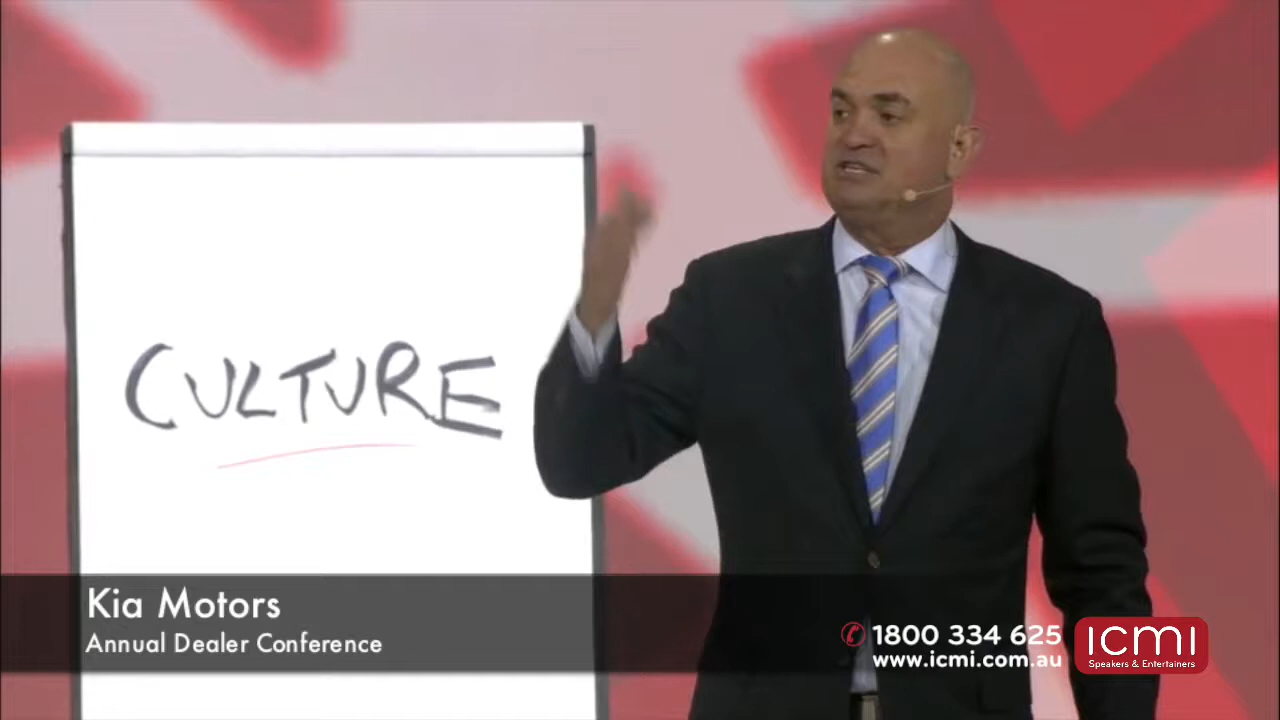 CULTURE
Kia Motors
Annual Dealer Conference
1800 334 625
www.icmi.com.au
ICMI
Speakers & Entertainers